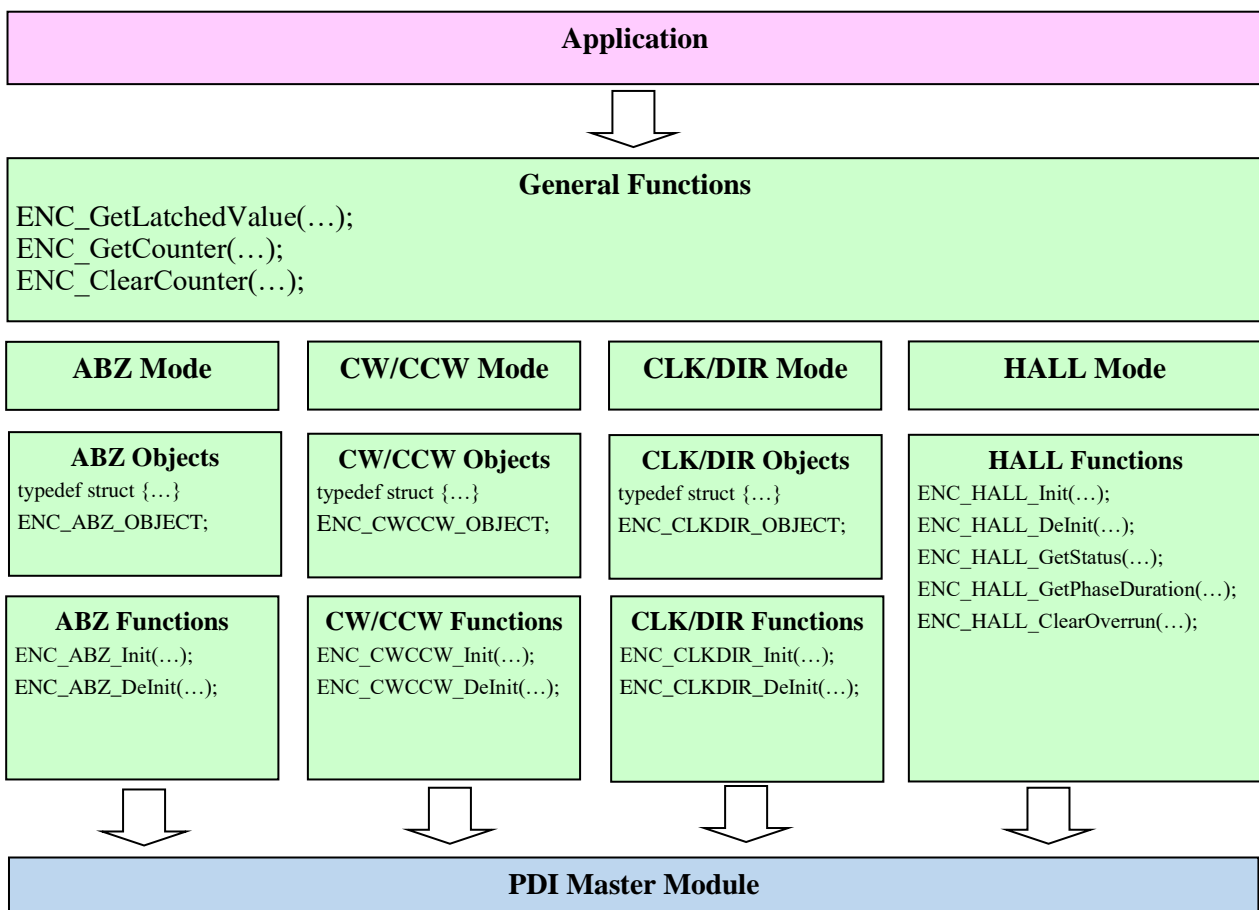 Application
General Functions
ENC_GetLatchedValue(…);
ENC_GetCounter(…);
ENC_ClearCounter(…);
ABZ Mode
CW/CCW Mode
CLK/DIR Mode
HALL Mode
ABZ Objects
typedef struct {…}
ENC_ABZ_OBJECT;
CW/CCW Objects
typedef struct {…}
ENC_CWCCW_OBJECT;
CLK/DIR Objects
typedef struct {…}
ENC_CLKDIR_OBJECT;
HALL Functions
ENC_HALL_Init(…);
ENC_HALL_DeInit(…);
ENC_HALL_GetStatus(…);
ENC_HALL_GetPhaseDuration(…);
ENC_HALL_ClearOverrun(…);
ABZ Functions
ENC_ABZ_Init(…);
ENC_ABZ_DeInit(…);
CW/CCW Functions
ENC_CWCCW_Init(…);
ENC_CWCCW_DeInit(…);
CLK/DIR Functions
ENC_CLKDIR_Init(…);
ENC_CLKDIR_DeInit(…);
PDI Master Module